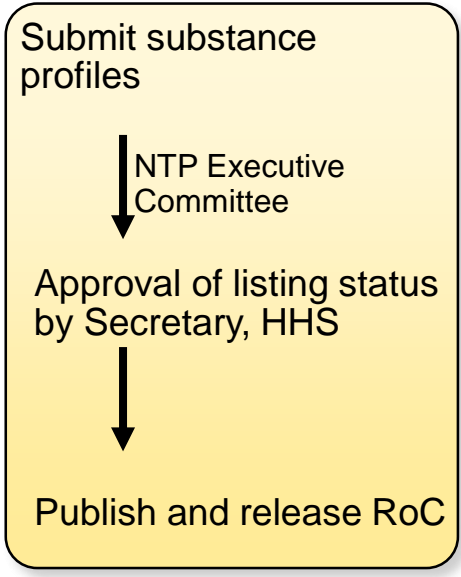 Submit substance
profiles
NTP Executive
Committee
Approval of listing status
by Secretary, HHS
Publish and release RoC